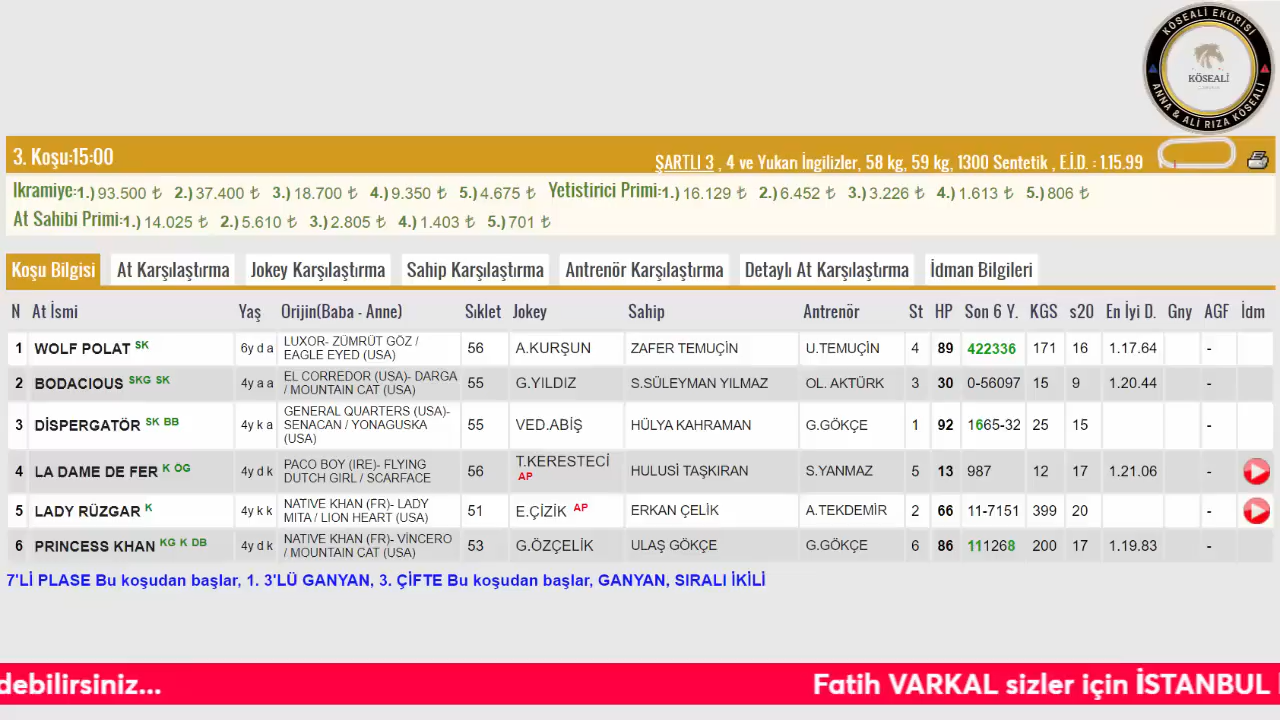 KÖSEALİ EKÜRİSİ
KÖSEALİ
ANNA & ALİ RIZA KÖSEALİ
3. Koşu:15:00
ŞARTLI 3 , 4 ve Yukarı İngilizler, 58 kg, 59 kg, 1300 Sentetik , E.İ.D. : 1.15.99
İkramiye:1.) 93.500 ₺ 2.) 37.400 ₺ 3.) 18.700 ₺ 4.) 9.350 ₺ 5.) 4.675 ₺ Yetistirici Primi:1.) 16.129 ₺ 2.) 6.452 ₺ 3.) 3.226 ₺ 4.) 1.613 ₺ 5.) 806 ₺
At Sahibi Primi:1.) 14.025 ₺ 2.) 5.610 ₺ 3.) 2.805 ₺ 4.) 1.403 ₺ 5.) 701 ₺
Koşu Bilgisi At Karşılaştırma Jokey Karşılaştırma Sahip Karşılaştırma Antrenör Karşılaştırma Detaylı At Karşılaştırma İdman Bilgileri
N At İsmi Yaş Orijin(Baba - Anne) Sıklet Jokey Sahip Antrenör St HP Son 6 Y. KGS s20 En İyi D. Gny AGF İdm
1 WOLF POLAT SK 6y d a LUXOR- ZÜMRÜT GÖZ / EAGLE EYED (USA) 56 A.KURŞUN ZAFER TEMUÇİN U.TEMUÇİN 4 89 422336 171 16 1.17.64 -
2 BODACIOUS SKG SK 4y a a EL CORREDOR (USA)- DARGA / MOUNTAIN CAT (USA) 55 G.YILDIZ S.SÜLEYMAN YILMAZ OL. AKTÜRK 3 30 0-56097 15 9 1.20.44 -
3 DİSPERGATÖR SK BB 4y k a GENERAL QUARTERS (USA)- SENACAN / YONAGUSKA (USA) 55 VED.ABİŞ HÜLYA KAHRAMAN G.GÖKÇE 1 92 1665-32 25 15 -
4 LA DAME DE FER K OG 4y d k PACO BOY (IRE)- FLYING DUTCH GIRL / SCARFACE 56 T.KERESTECİ AP HULUSİ TAŞKIRAN S.YANMAZ 5 13 987 12 17 1.21.06 -
5 LADY RÜZGAR K 4y k k NATIVE KHAN (FR)- LADY MITA / LION HEART (USA) 51 E.ÇİZİK AP ERKAN ÇELİK A.TEKDEMİR 2 66 11-7151 399 20 -
6 PRINCESS KHAN KG K DB 4y d k NATIVE KHAN (FR)- VİNCERO / MOUNTAIN CAT (USA) 53 G.ÖZÇELİK ULAŞ GÖKÇE G.GÖKÇE 6 86 111268 200 17 1.19.83 -
7'Lİ PLASE Bu koşudan başlar, 1. 3'LÜ GANYAN, 3. ÇİFTE Bu koşudan başlar, GANYAN, SIRALI İKİLİ
debilirsiniz... Fatih VARKAL sizler için İSTANBUL